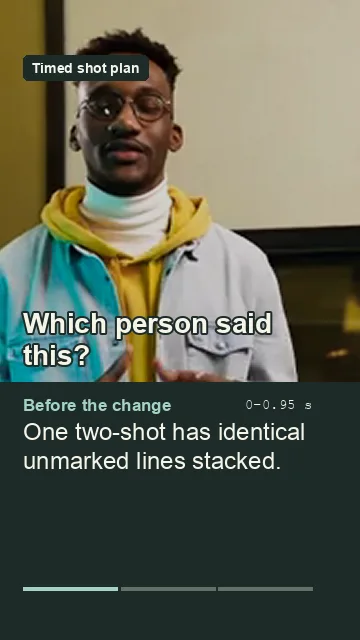 Timed shot plan
Which person said
this?
Before the change
0–0.95 s
One two-shot has identical
unmarked lines stacked.